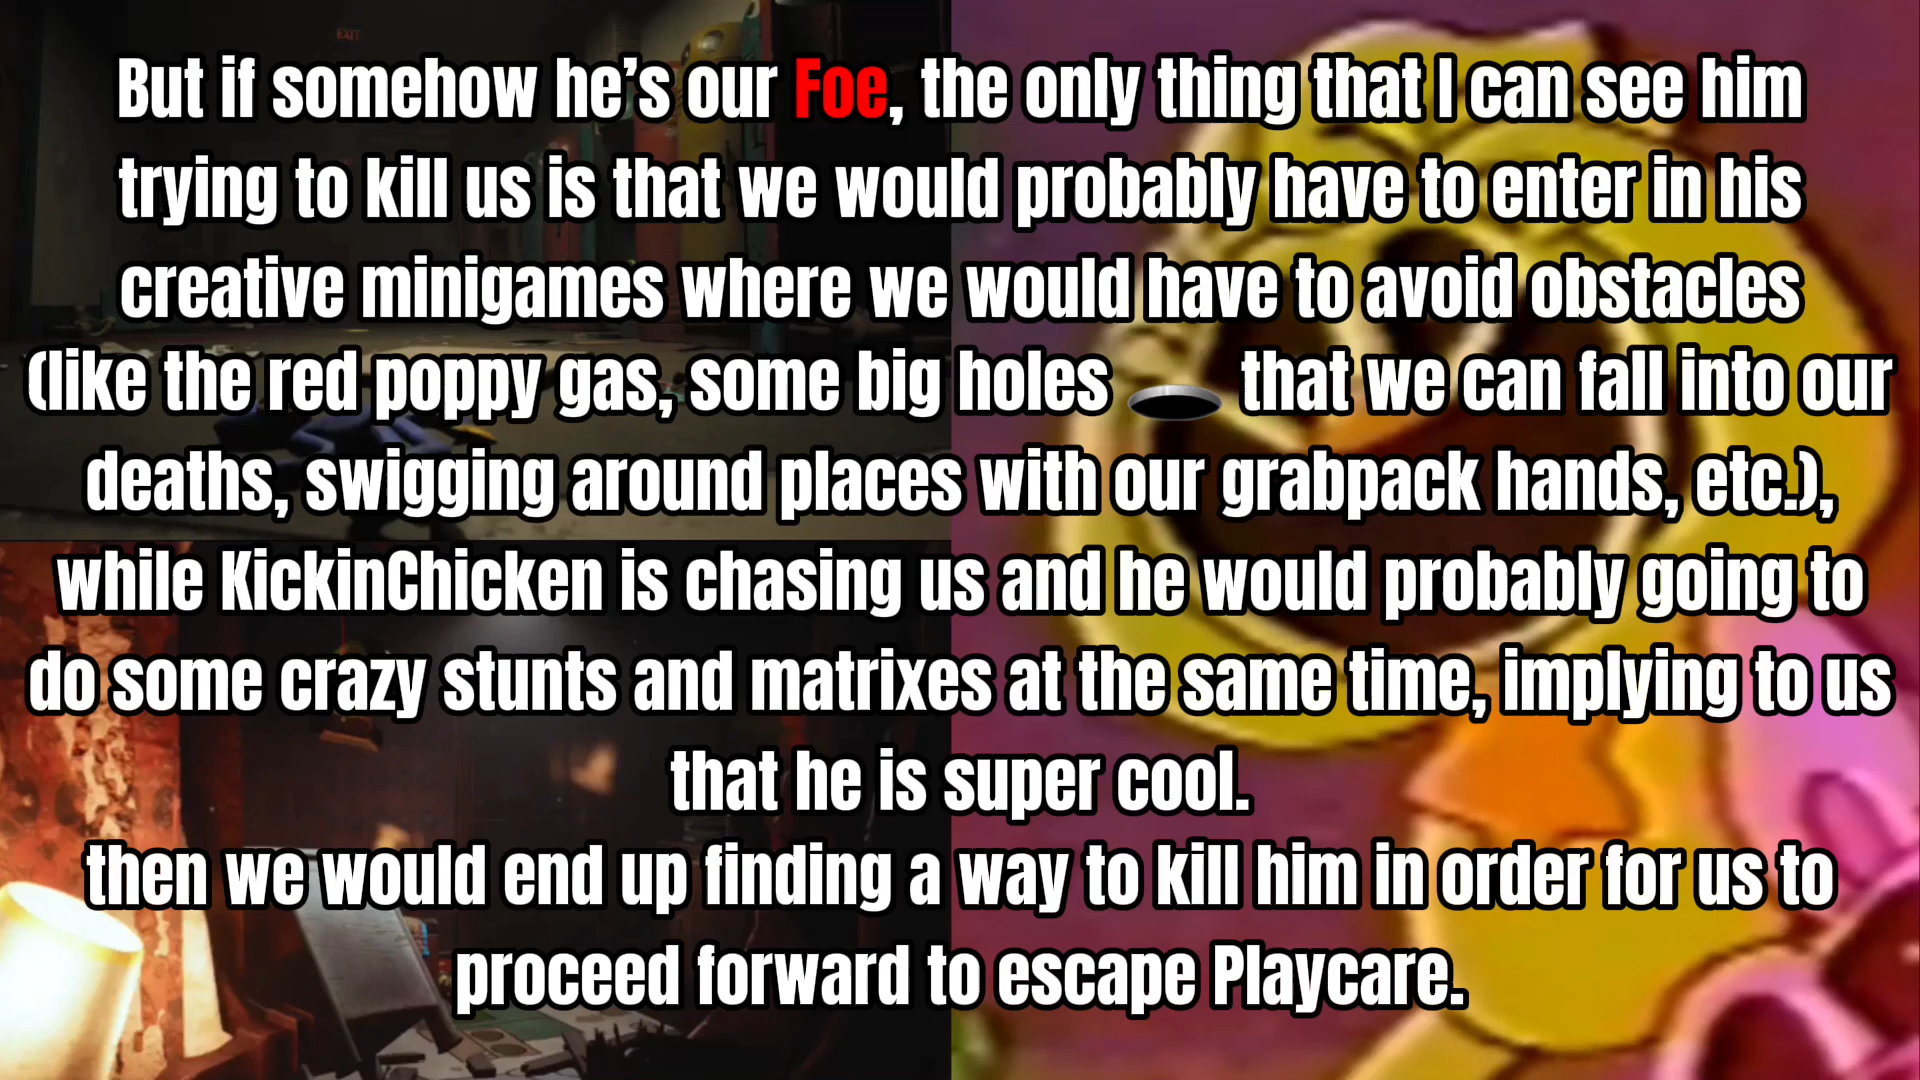 EXIT
But if somehow he's our Foe, the only thing that I can see him
trying to kill us is that we would probably have to enter in his
creative minigames where we would have to avoid obstacles
(like the red poppy gas, some big holes 🕳 that we can fall into our
deaths, swigging around places with our grabpack hands, etc.),
while KickinChicken is chasing us and he would probably going to
do some crazy stunts and matrixes at the same time, implying to us
that he is super cool.
then we would end up finding a way to kill him in order for us to
proceed forward to escape Playcare.